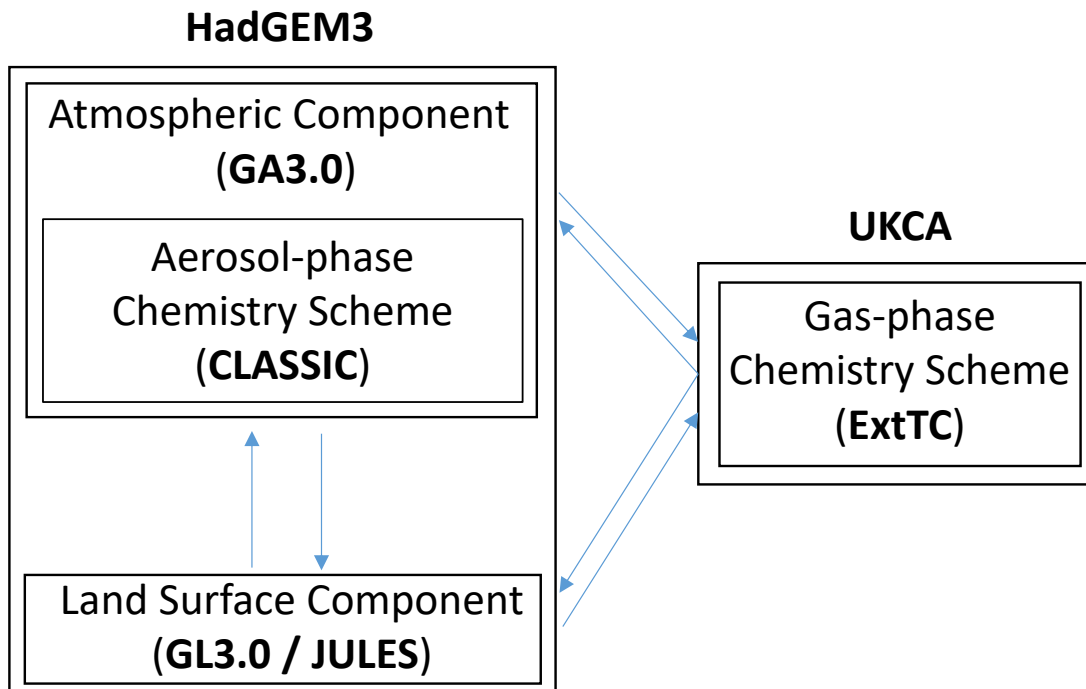 HadGEM3
Atmospheric Component
(GA3.0)
Aerosol-phase
Chemistry Scheme
(CLASSIC)
Land Surface Component
(GL3.0 / JULES)
UKCA
Gas-phase
Chemistry Scheme
(ExtTC)